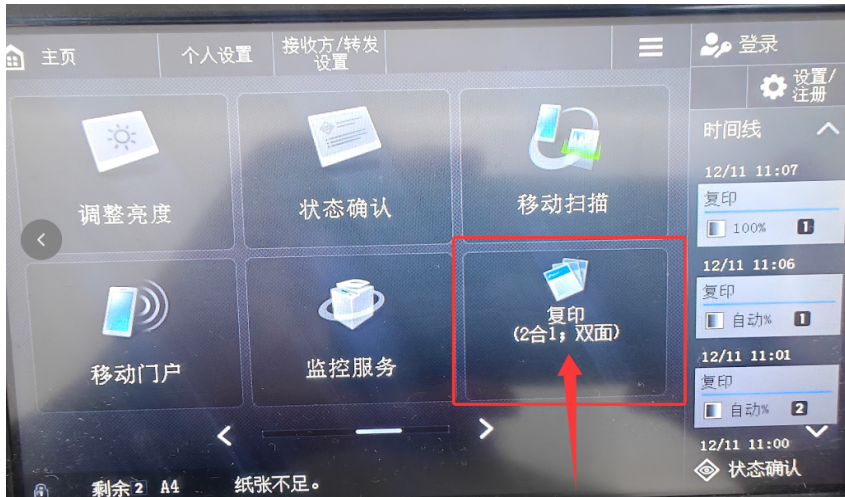 主页
个人设置
接收方/转发
设置
登录
设置/
注册
调整亮度
状态确认
移动扫描
移动门户
监控服务
复印
(2合1; 双面)
时间线
12/11 11:07
复印
100% 1
12/11 11:06
复印
自动% 1
12/11 11:01
复印
自动% 2
12/11 11:00
状态确认
剩余2 A4 纸张不足。